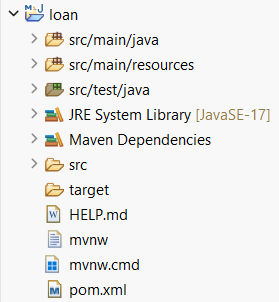 loan
src/main/java
src/main/resources
src/test/java
JRE System Library [JavaSE-17]
Maven Dependencies
src
target
HELP.md
mvnw
mvnw.cmd
pom.xml